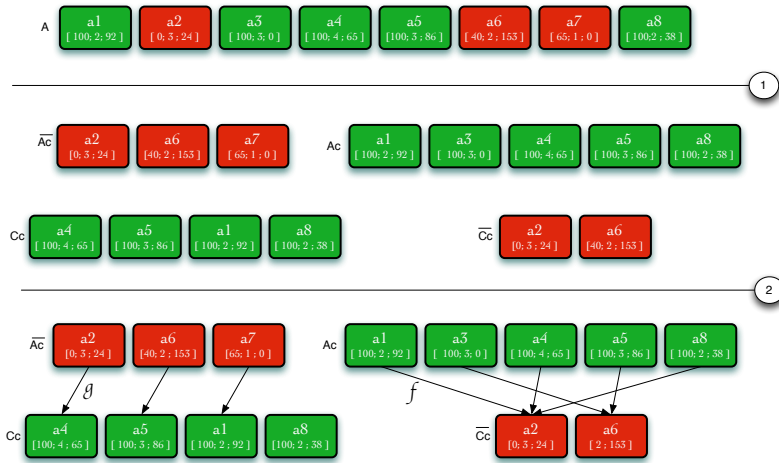 A a1 a2 a3 a4 a5 a6 a7 a8
[ 100; 2; 92] [ 0; 3 ; 24] [100; 3; 0] [100; 4 ; 65] [100; 3; 86] [40; 2 ; 153] [65; 1; 0] [ 100;2 ; 38]
1
Ac a2 a6 a7 Ac a1 a3 a4 a5 a8
[0; 3 ; 24 ] [40; 2 ; 153 ] [65; 1 ; 0 ] [100; 2 ; 92] [ 100; 3; 0] [ 100; 4; 65] [ 100; 3 ; 86] [ 100; 2 ; 38]
Cc a4 a5 a1 a8 Cc a2 a6
[ 100; 4 ; 65] [ 100; 3 ; 86] [ 100; 2 ; 92] [ 100; 2 ; 38] [0; 3 ; 24] [40; 2 ; 153]
2
Ac a2 a6 a7 Ac a1 a3 a4 a5 a8
[0; 3 ; 24] [40; 2 ; 153] [65; 1 ; 0] [100; 2 ; 92] [ 100; 3; 0] [ 100; 4 ; 65] [ 100; 3 ; 86] [ 100; 2 ; 38]
g f
Cc a4 a5 a1 a8 Cc a2 a6
[100; 4 ; 65] [ 100; 3 ; 86] [ 100; 2 ; 92] [100; 2 ; 38] [0; 3 ; 24] [ 2 ; 153]